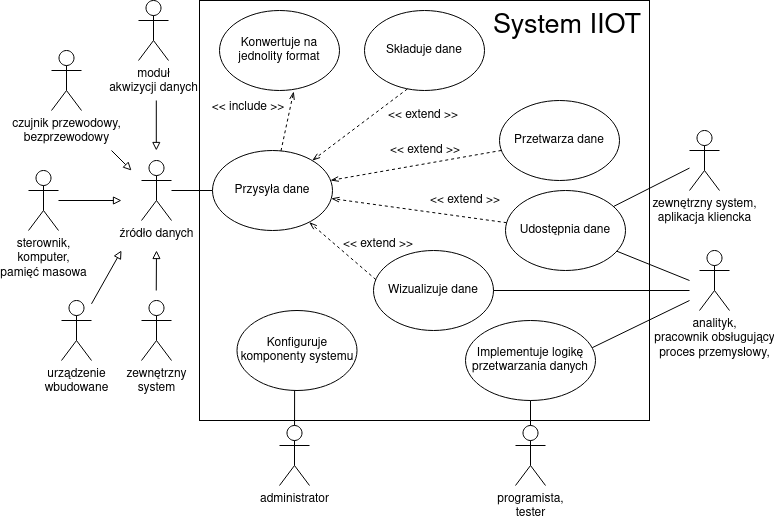 System IIOT
Konwertuje na
jednolity format
Składuje dane
moduł
akwizycji danych
<< include >>
<< extend >>
czujnik przewodowy,
bezprzewodowy
<< extend >>
Przetwarza dane
Przysyła dane
<< extend >>
zewnętrzny system,
aplikacja kliencka
źródło danych
Udostępnia dane
sterownik,
komputer,
pamięć masowa
<< extend >>
Wizualizuje dane
analityk,
pracownik obsługujący
proces przemysłowy,
Konfiguruje
komponenty systemu
Implementuje logikę
przetwarzania danych
urządzenie
wbudowane
zewnętrzny
system
administrator
programista,
tester